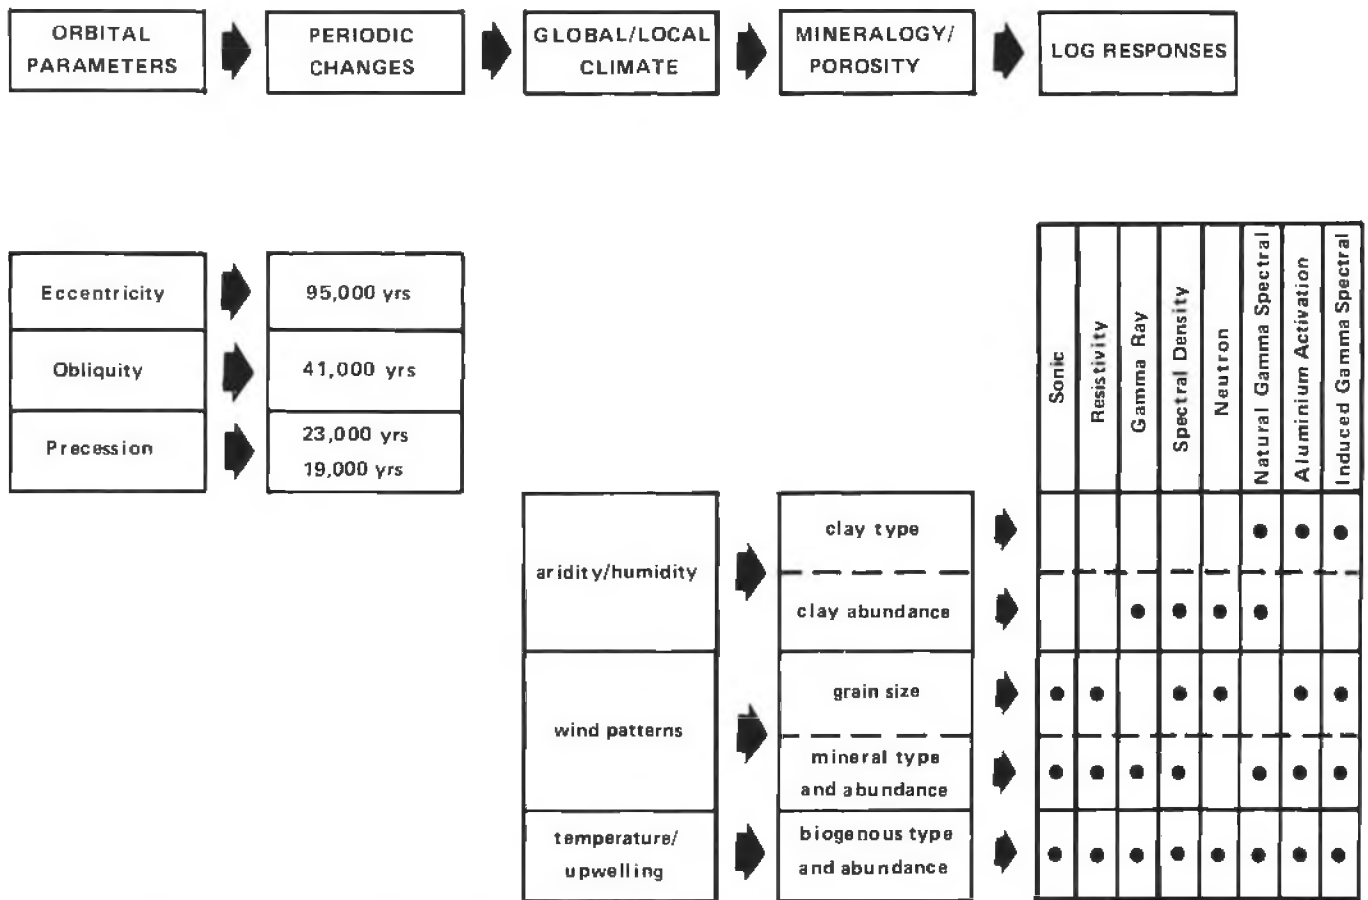 ORBITAL
PARAMETERS
PERIODIC
CHANGES
GLOBAL/LOCAL
CLIMATE
MINERALOGY/
POROSITY
LOG RESPONSES
Eccentricity
95,000 yrs
Obliquity
41,000 yrs
Precession
23,000 yrs
19,000 yrs
Sonic
Resistivity
Gamma Ray
Spectral Density
Neutron
Natural Gamma Spectral
Aluminium Activation
Induced Gamma Spectral
aridity/humidity
clay type
clay abundance
wind patterns
grain size
mineral type
and abundance
temperature/
upwelling
biogenous type
and abundance